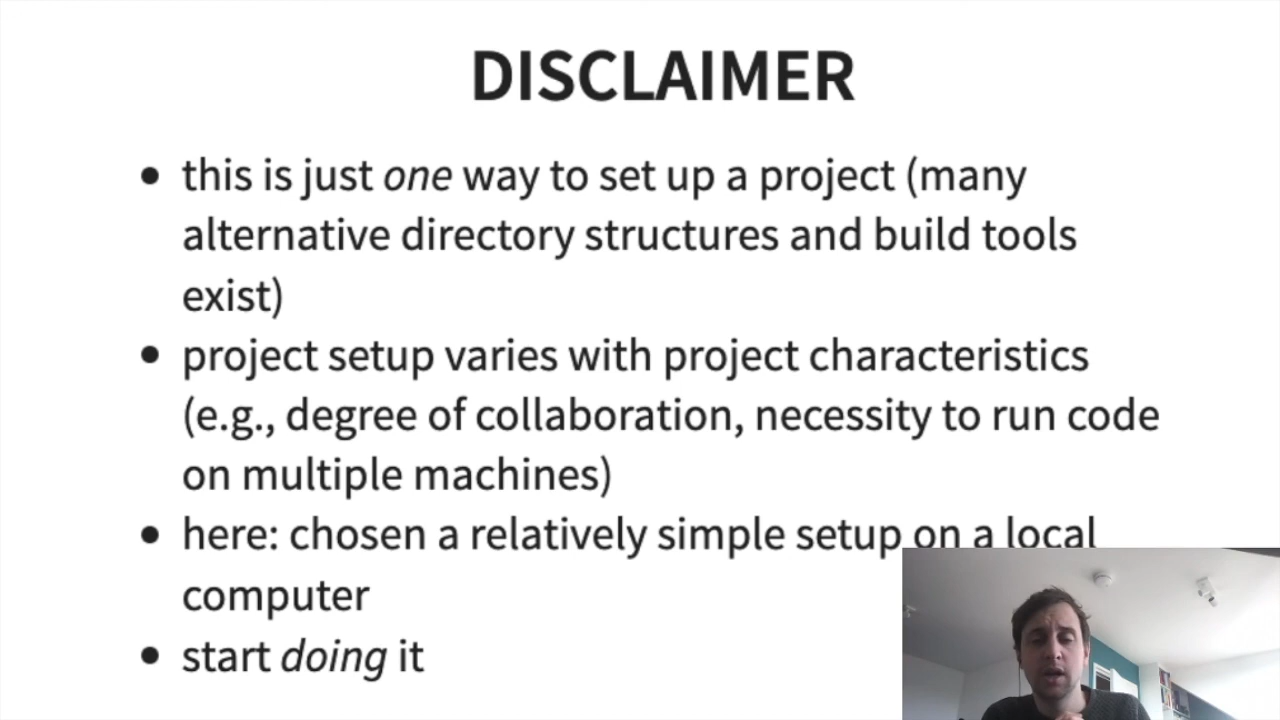 DISCLAIMER
• this is just one way to set up a project (many
alternative directory structures and build tools
exist)
• project setup varies with project characteristics
(e.g., degree of collaboration, necessity to run code
on multiple machines)
• here: chosen a relatively simple setup on a local
computer
• start doing it